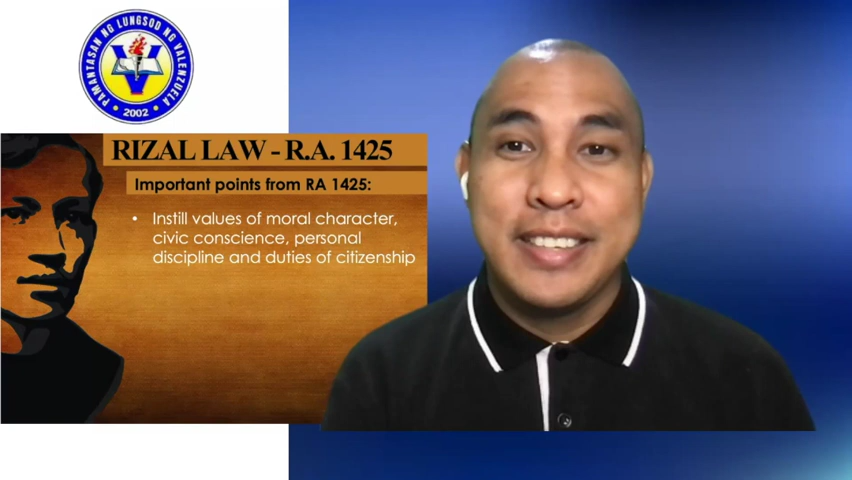 PAMANTASAN NG LUNGSOD NG VALENZUELA
V
2002
RIZAL LAW - R.A. 1425
Important points from RA 1425:
• Instill values of moral character,
civic conscience, personal
discipline and duties of citizenship